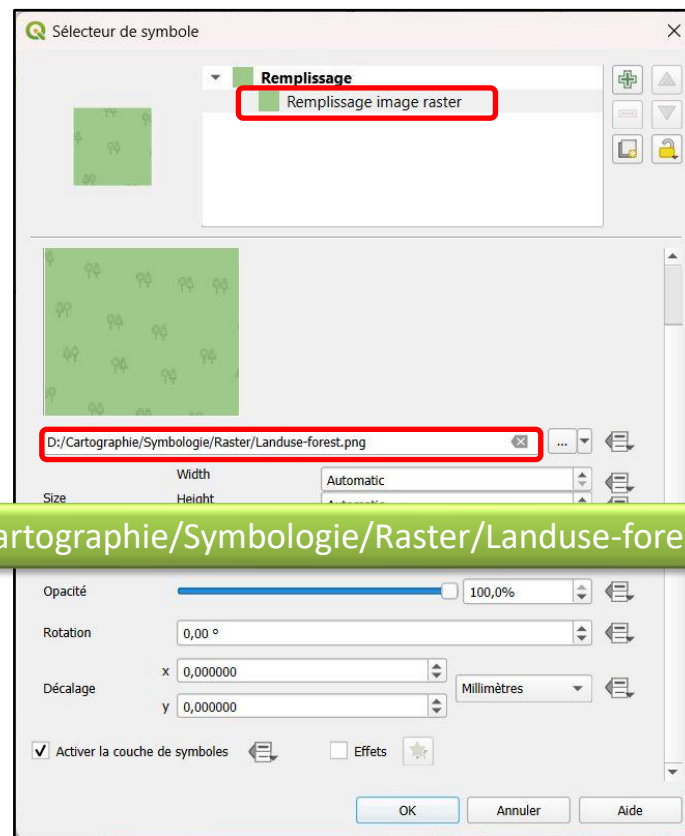 Sélecteur de symbole
Remplissage
Remplissage image raster
D:/Cartographie/Symbologie/Raster/Landuse-forest.png
...
Width
Automatic
Size
Height
artographie/Symbologie/Raster/Landuse-fore
Opacité
100,0%
Rotation
0,00 °
Décalage
x 0,000000
Millimètres
y 0,000000
Activer la couche de symboles
Effets
OK
Annuler
Aide